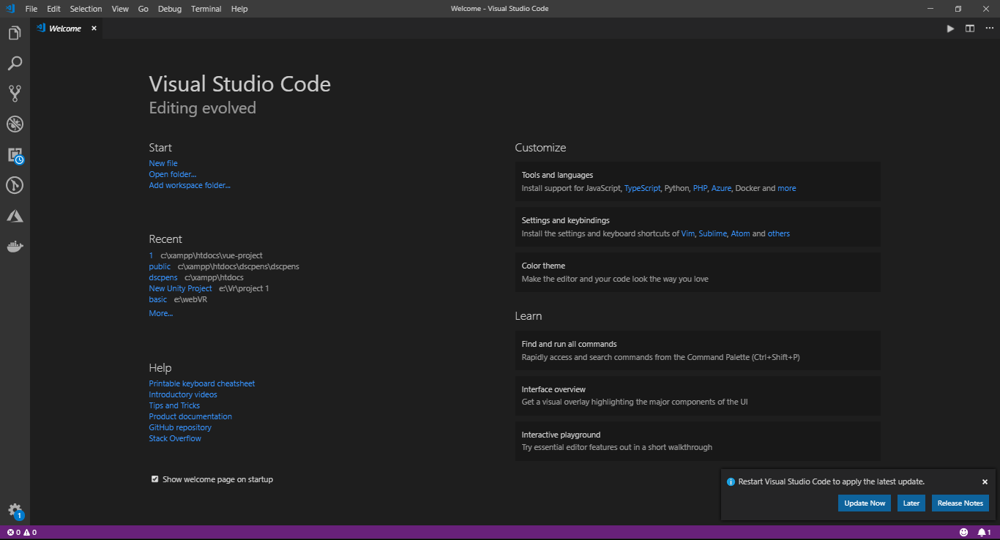 File Edit Selection View Go Debug Terminal Help
Welcome - Visual Studio Code
Welcome
Visual Studio Code
Editing evolved
Start
New file
Open folder...
Add workspace folder...
Recent
1 c:\xampp\htdocs\vue-project
public c:\xampp\htdocs\dscpens\dscpens
dscpens c:\xampp\htdocs
New Unity Project e:\Vr\project 1
basic e:\webVR
More...
Help
Printable keyboard cheatsheet
Introductory videos
Tips and Tricks
Product documentation
GitHub repository
Stack Overflow
Show welcome page on startup
Customize
Tools and languages
Install support for JavaScript, TypeScript, Python, PHP, Azure, Docker and more
Settings and keybindings
Install the settings and keyboard shortcuts of Vim, Sublime, Atom and others
Color theme
Make the editor and your code look the way you love
Learn
Find and run all commands
Rapidly access and search commands from the Command Palette (Ctrl+Shift+P)
Interface overview
Get a visual overlay highlighting the major components of the UI
Interactive playground
Try essential editor features out in a short walkthrough
Restart Visual Studio Code to apply the latest update.
Update Now Later Release Notes
1
0 0
1